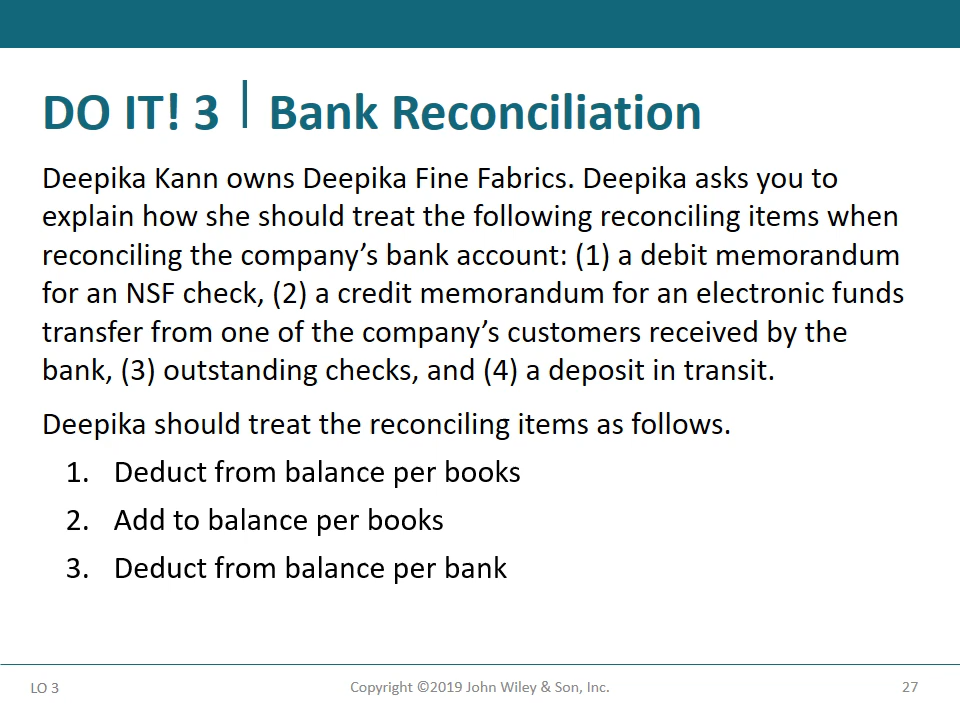 DO IT! 3 | Bank Reconciliation
Deepika Kann owns Deepika Fine Fabrics. Deepika asks you to
explain how she should treat the following reconciling items when
reconciling the company’s bank account: (1) a debit memorandum
for an NSF check, (2) a credit memorandum for an electronic funds
transfer from one of the company’s customers received by the
bank, (3) outstanding checks, and (4) a deposit in transit.
Deepika should treat the reconciling items as follows.
1. Deduct from balance per books
2. Add to balance per books
3. Deduct from balance per bank
LO 3 Copyright ©2019 John Wiley & Son, Inc. 27